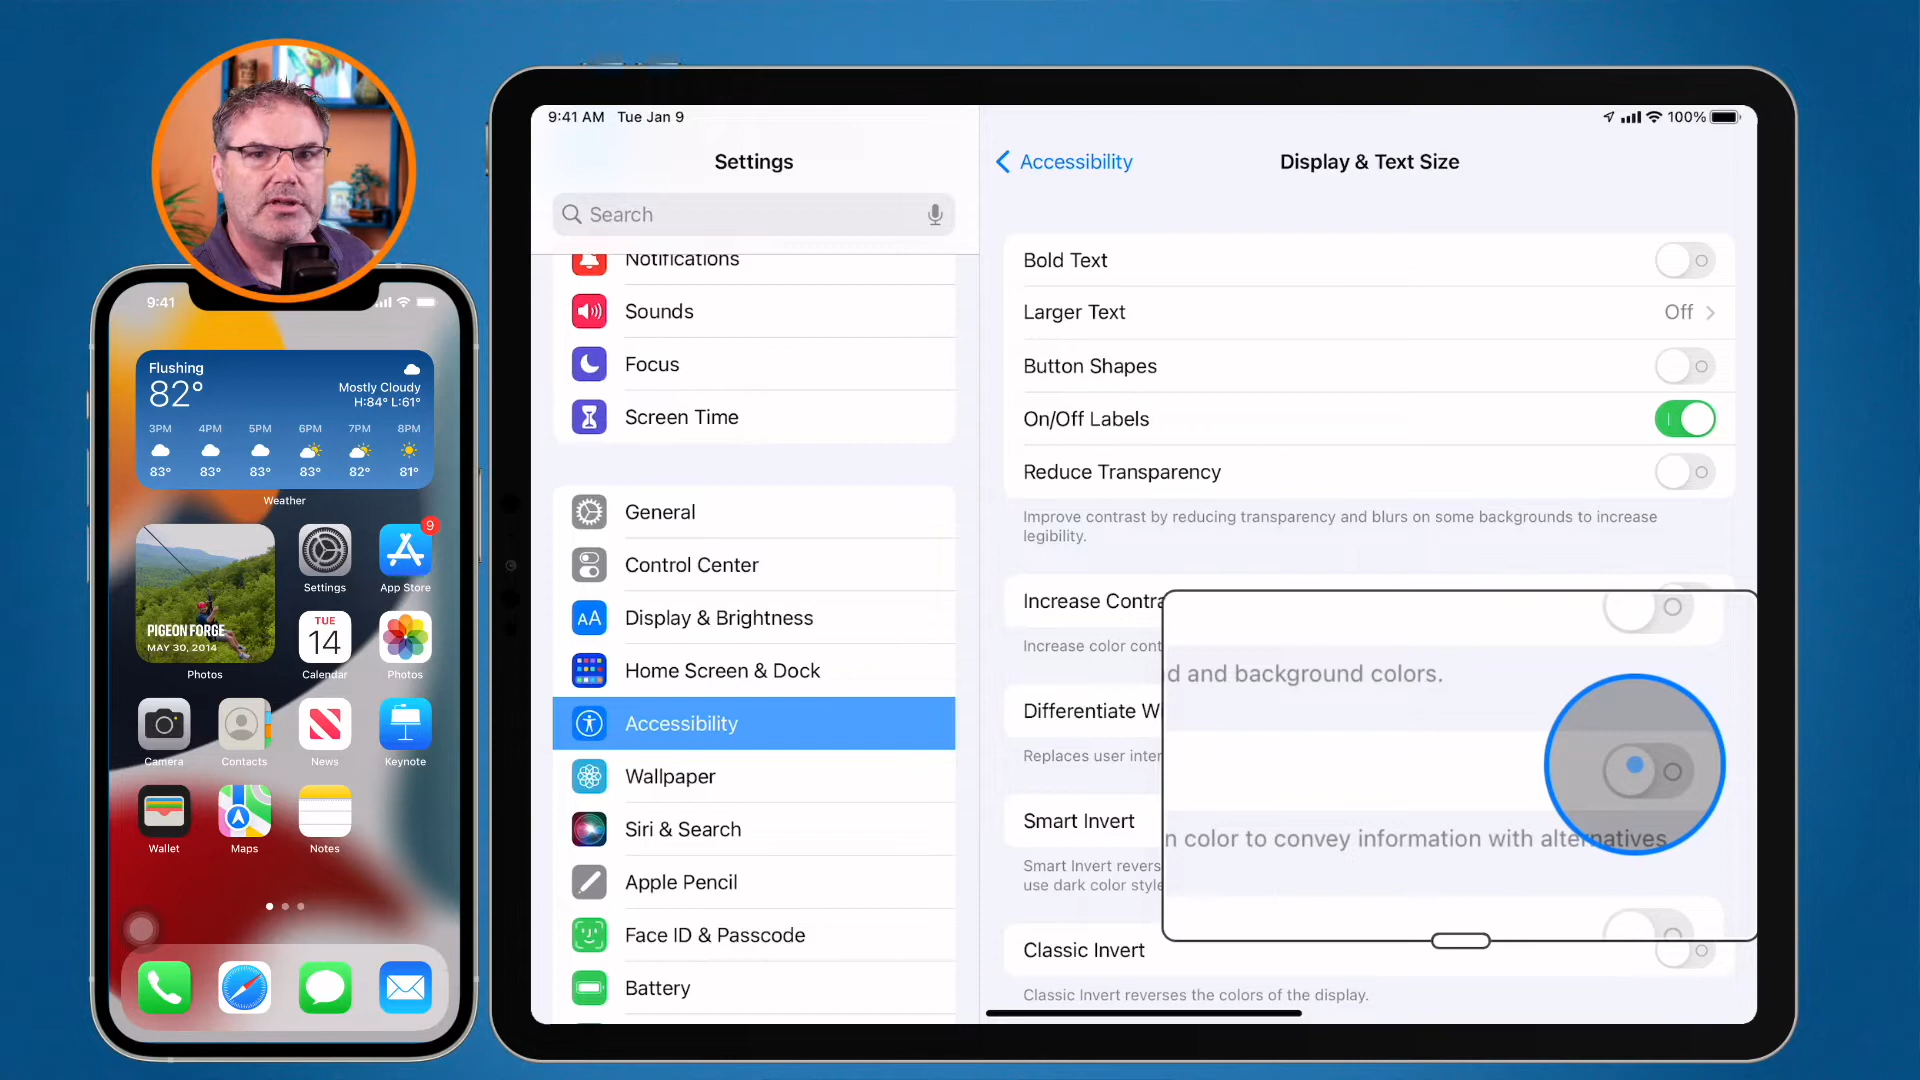 9:41
Flushing
82°
Mostly Cloudy
H:84° L:61°
3PM 4PM 5PM 6PM 7PM 8PM
83° 83° 83° 83° 82° 81°
Weather
PIGEON FORGE
MAY 30, 2014
Photos
Settings
9
App Store
TUE
14
Calendar
Photos
Camera
Contacts
News
Keynote
Wallet
Maps
Notes
9:41 AM Tue Jan 9
100%
Settings
Search
Notifications
Sounds
Focus
Screen Time
General
Control Center
AA Display & Brightness
Home Screen & Dock
Accessibility
Wallpaper
Siri & Search
Apple Pencil
Face ID & Passcode
Battery
Accessibility
Display & Text Size
Bold Text
Larger Text Off
Button Shapes
On/Off Labels
Reduce Transparency
Improve contrast by reducing transparency and blurs on some backgrounds to increase
legibility.
Increase Contra
Increase color cont
d and background colors.
Differentiate W
Replaces user inter
n color to convey information with alternatives.
Smart Invert
Smart Invert revers
use dark color style
Classic Invert
Classic Invert reverses the colors of the display.